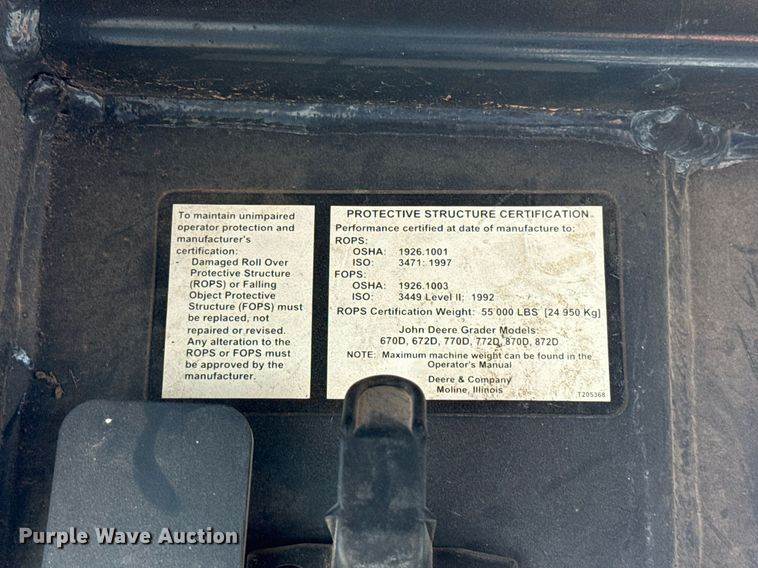 To maintain unimpaired
operator protection and
manufacturer's
certification:
- Damaged Roll Over
Protective Structure
(ROPS) or Falling
Object Protective
Structure (FOPS) must
be replaced, not
repaired or revised.
- Any alteration to the
ROPS or FOPS must
be approved by the
manufacturer.
PROTECTIVE STRUCTURE CERTIFICATION
Performance certified at date of manufacture to:
ROPS:
OSHA: 1926.1001
ISO: 3471: 1997
FOPS:
OSHA: 1926.1003
ISO: 3449 Level II: 1992
ROPS Certification Weight: 55 000 LBS [24 950 Kg]
John Deere Grader Models:
670D, 672D, 770D, 772D, 870D, 872D
NOTE: Maximum machine weight can be found in the
Operator's Manual
Deere & Company
Moline, Illinois
T205368
Purple Wave Auction